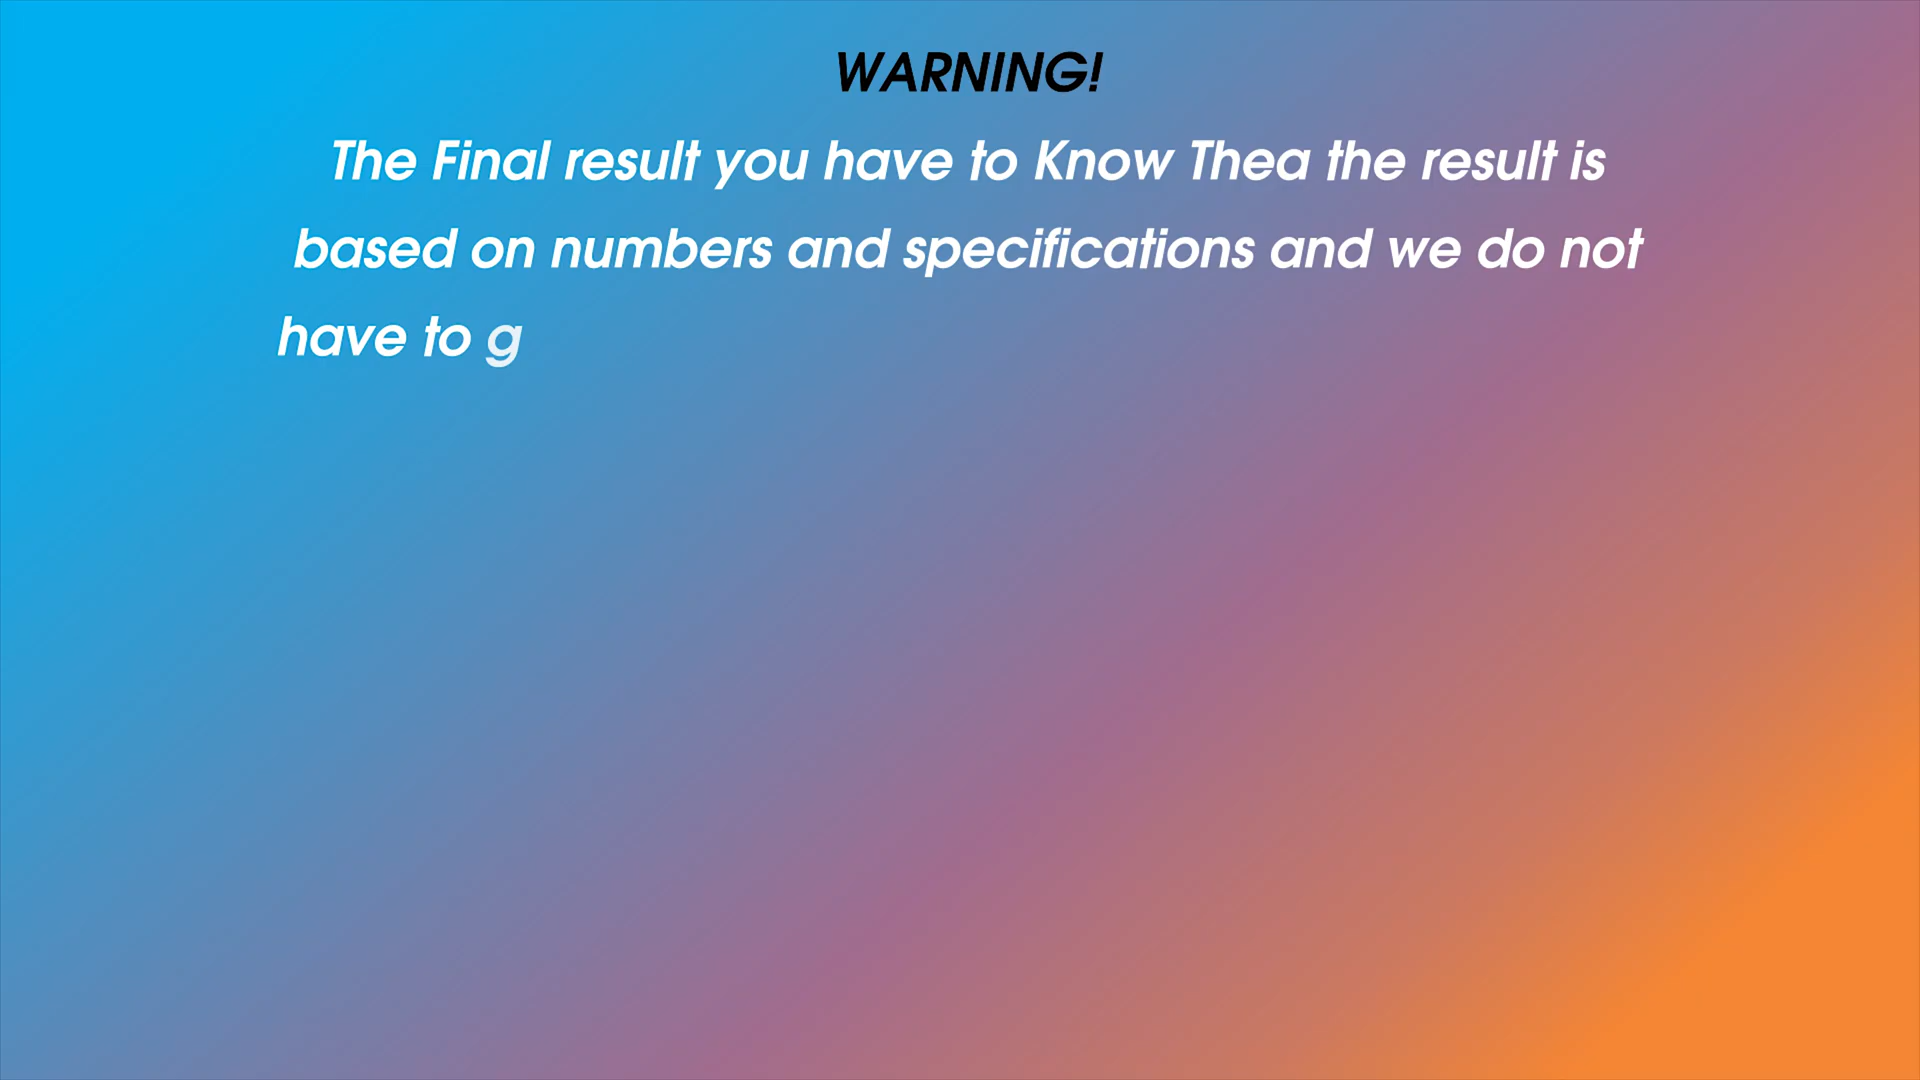 WARNING!
The Final result you have to Know Thea the result is
based on numbers and specifications and we do not
have to g